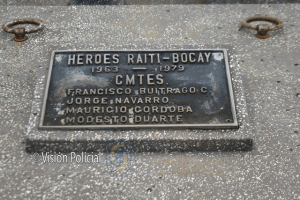 HEROES RAITI-BOCAY
1963 — 1979
CMTES.
FRANCISCO BUITRAGO C.
JORGE NAVARRO
MAURICIO CORDOBA
MODESTO DUARTE
© Visión Policial